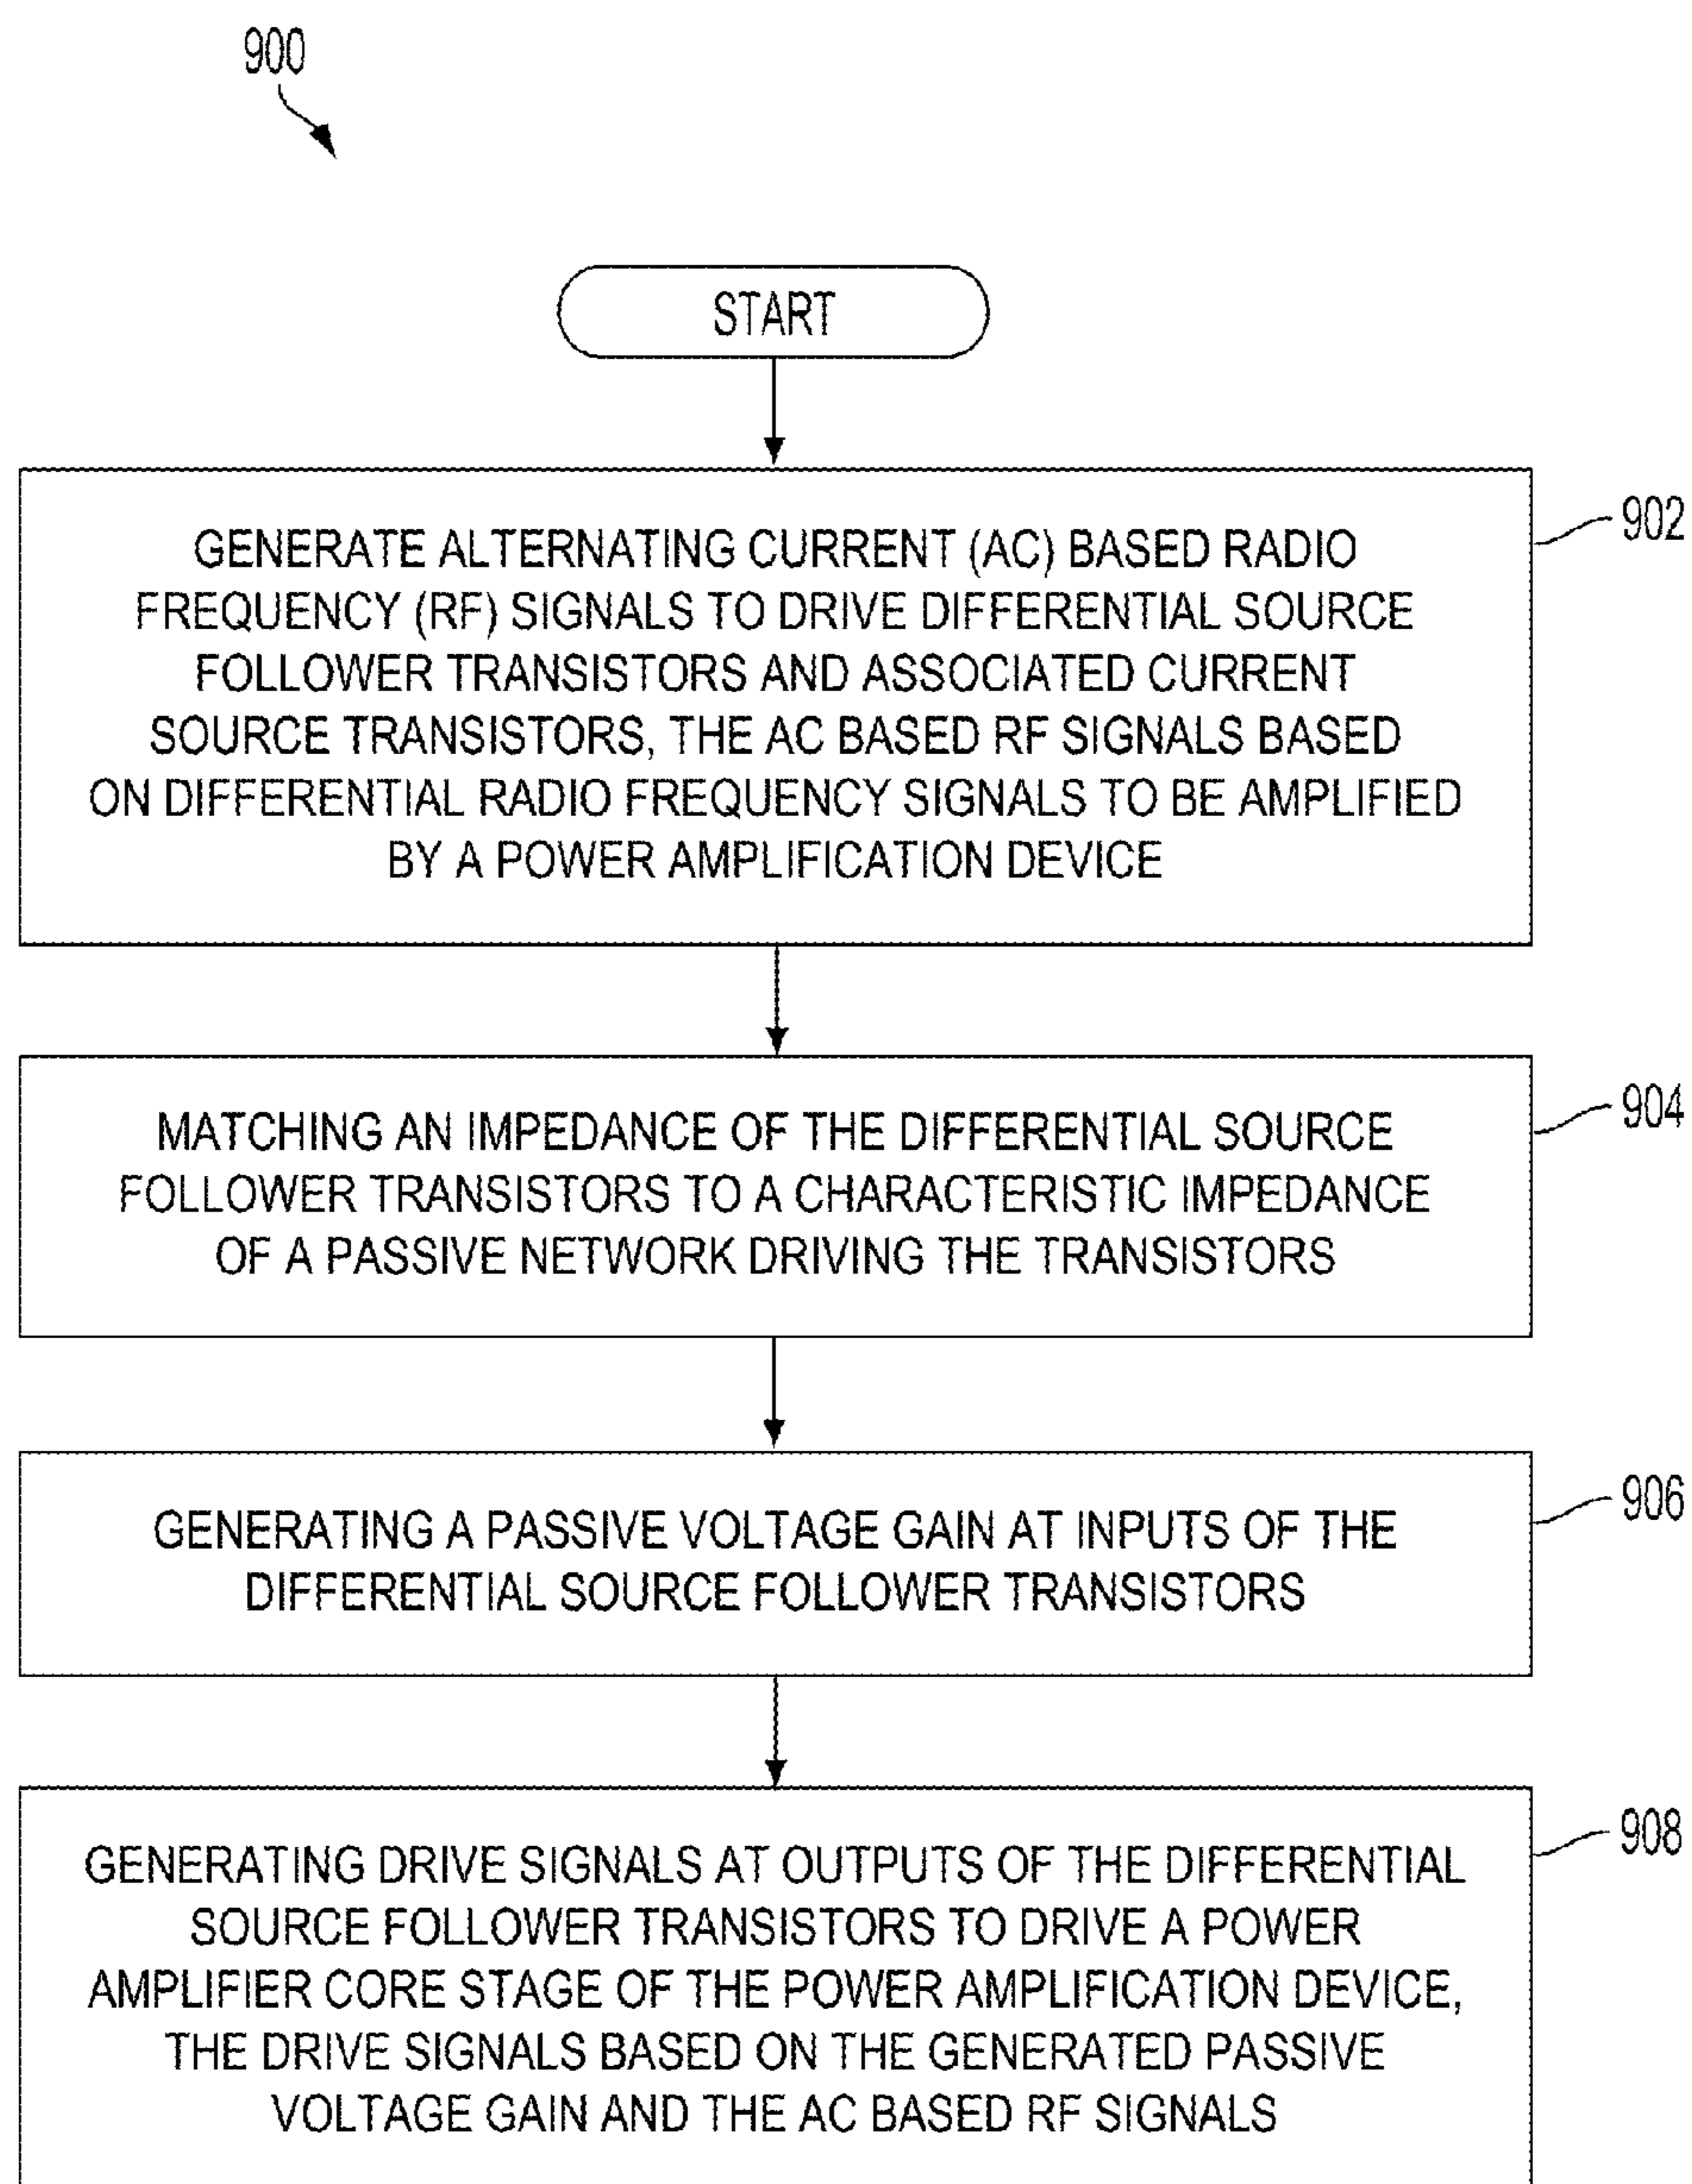 900
START
GENERATE ALTERNATING CURRENT (AC) BASED RADIO
FREQUENCY (RF) SIGNALS TO DRIVE DIFFERENTIAL SOURCE
FOLLOWER TRANSISTORS AND ASSOCIATED CURRENT
SOURCE TRANSISTORS, THE AC BASED RF SIGNALS BASED
ON DIFFERENTIAL RADIO FREQUENCY SIGNALS TO BE AMPLIFIED
BY A POWER AMPLIFICATION DEVICE
902
MATCHING AN IMPEDANCE OF THE DIFFERENTIAL SOURCE
FOLLOWER TRANSISTORS TO A CHARACTERISTIC IMPEDANCE
OF A PASSIVE NETWORK DRIVING THE TRANSISTORS
904
GENERATING A PASSIVE VOLTAGE GAIN AT INPUTS OF THE
DIFFERENTIAL SOURCE FOLLOWER TRANSISTORS
906
GENERATING DRIVE SIGNALS AT OUTPUTS OF THE DIFFERENTIAL
SOURCE FOLLOWER TRANSISTORS TO DRIVE A POWER
AMPLIFIER CORE STAGE OF THE POWER AMPLIFICATION DEVICE,
THE DRIVE SIGNALS BASED ON THE GENERATED PASSIVE
VOLTAGE GAIN AND THE AC BASED RF SIGNALS
908